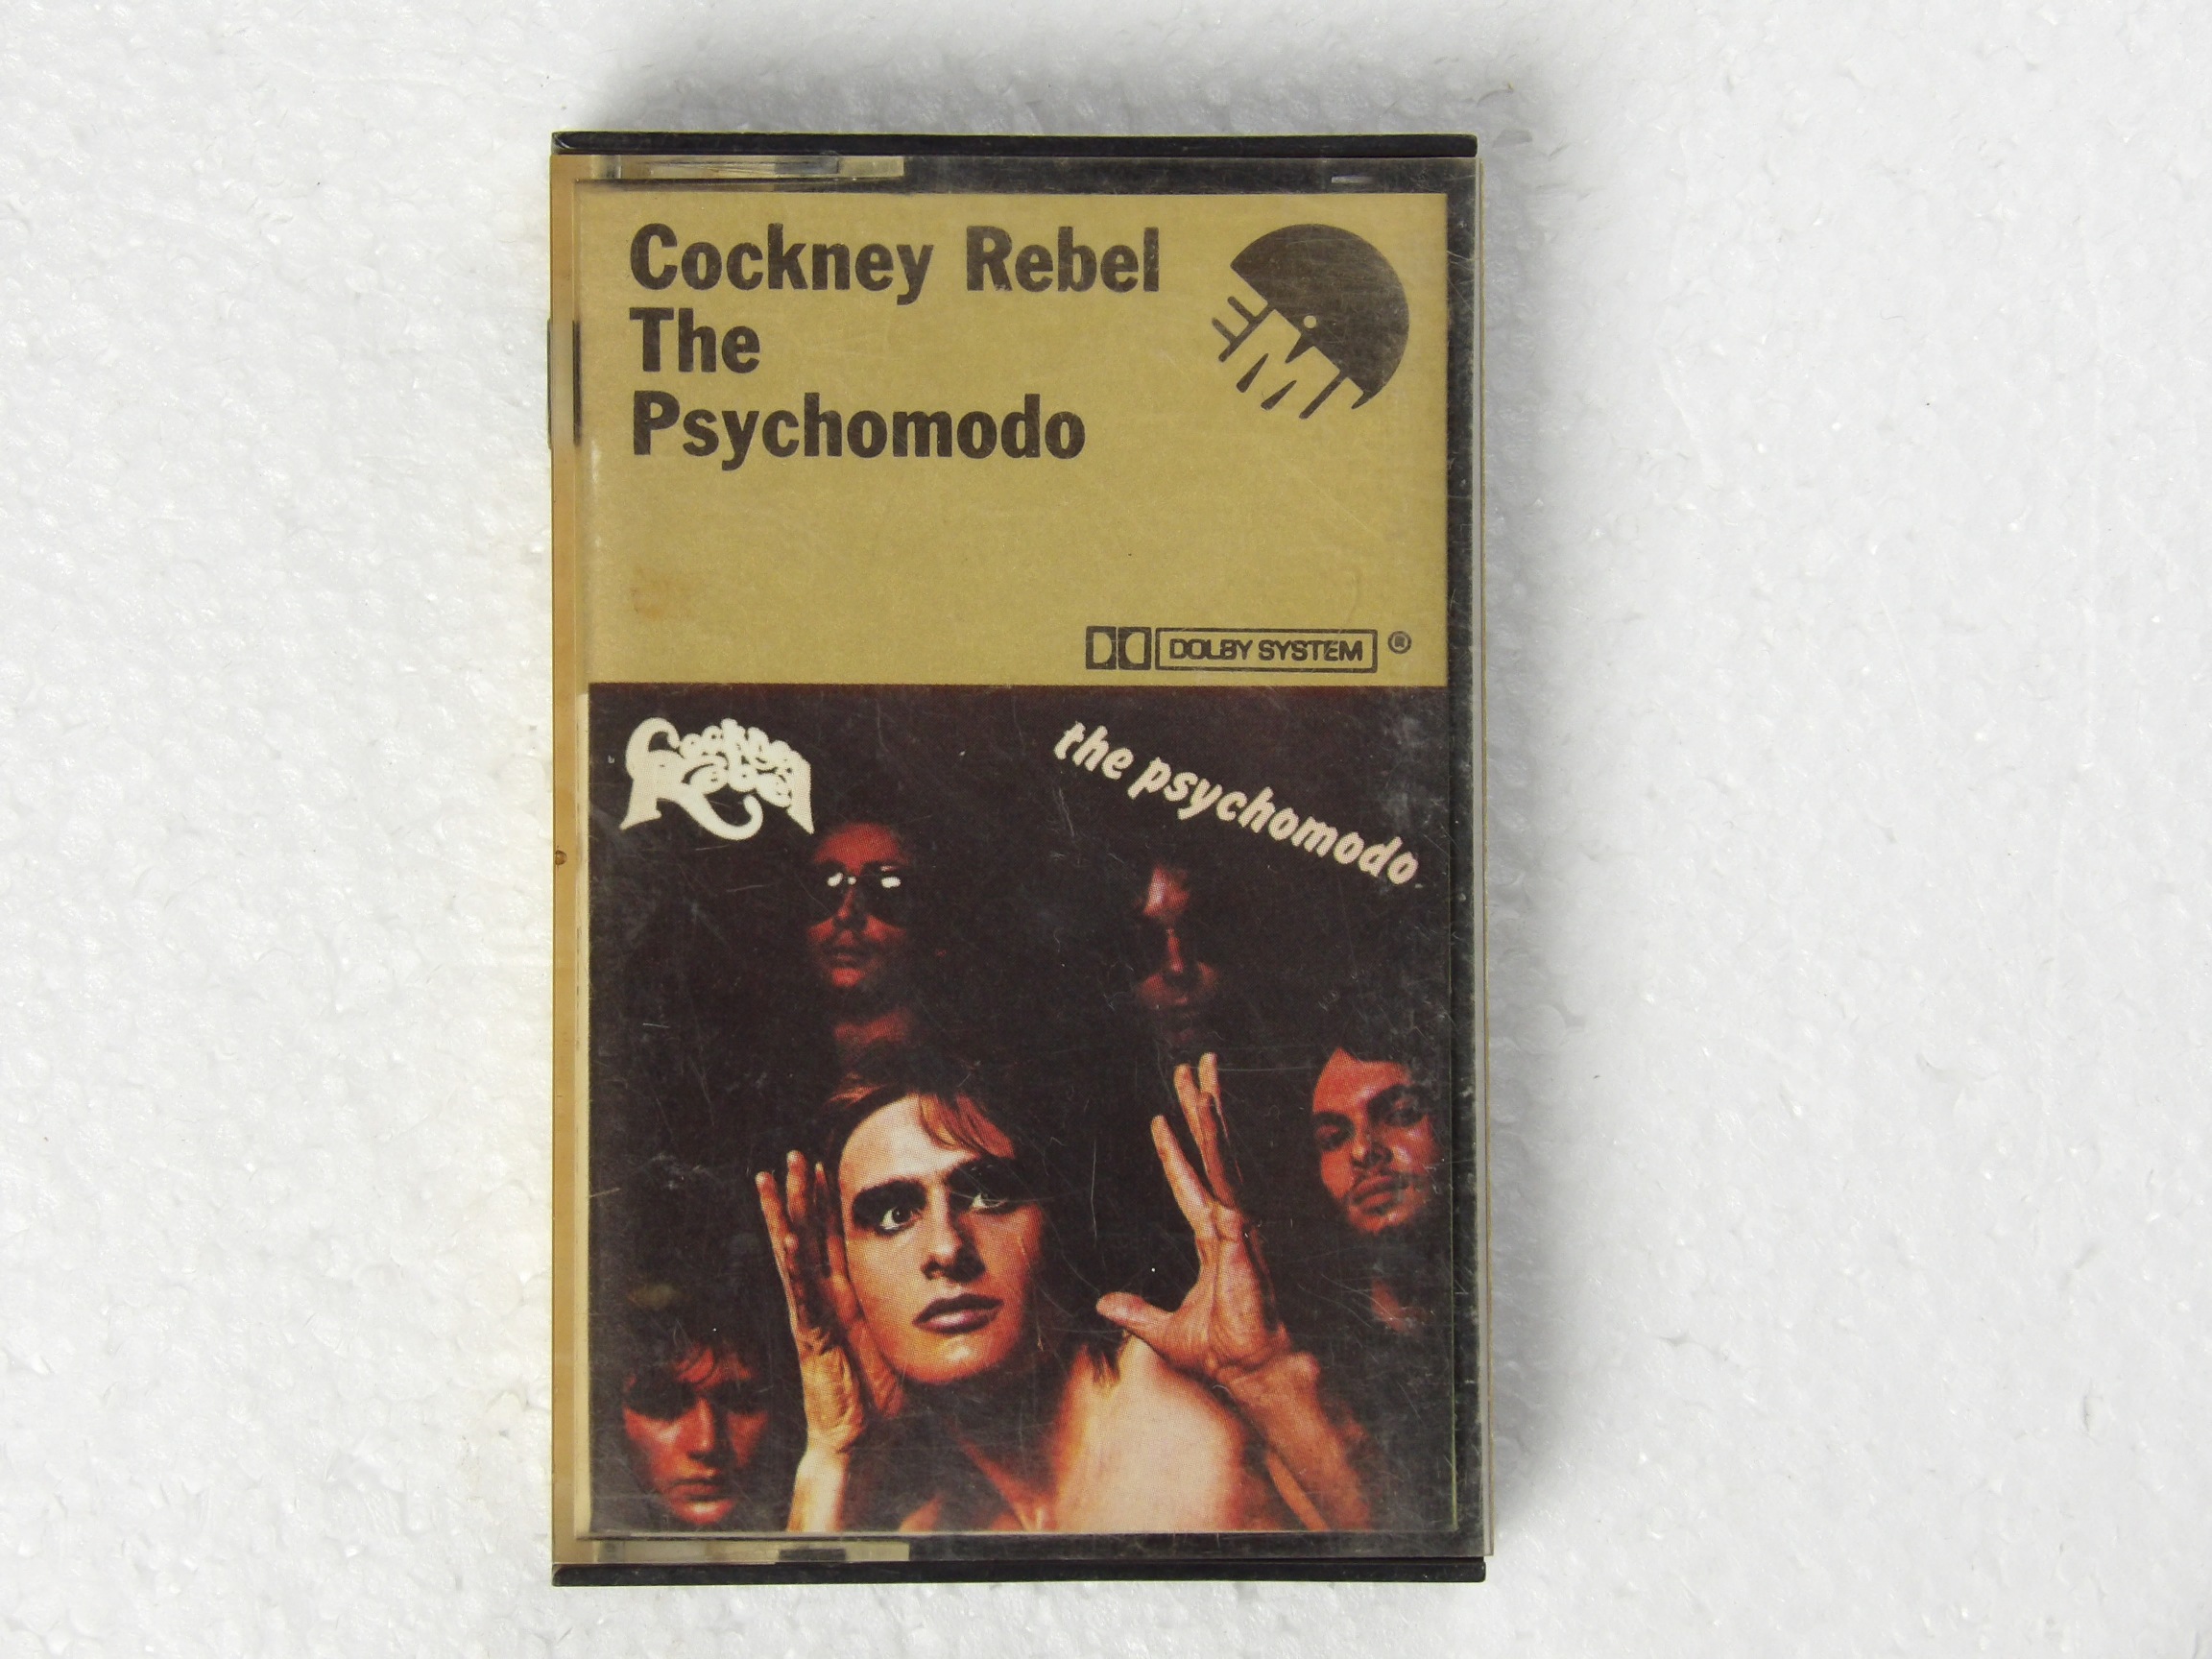 Cockney Rebel
The
Psychomodo
EMI
DOLBY SYSTEM ®
Cockney
Rebel
the psychomodo